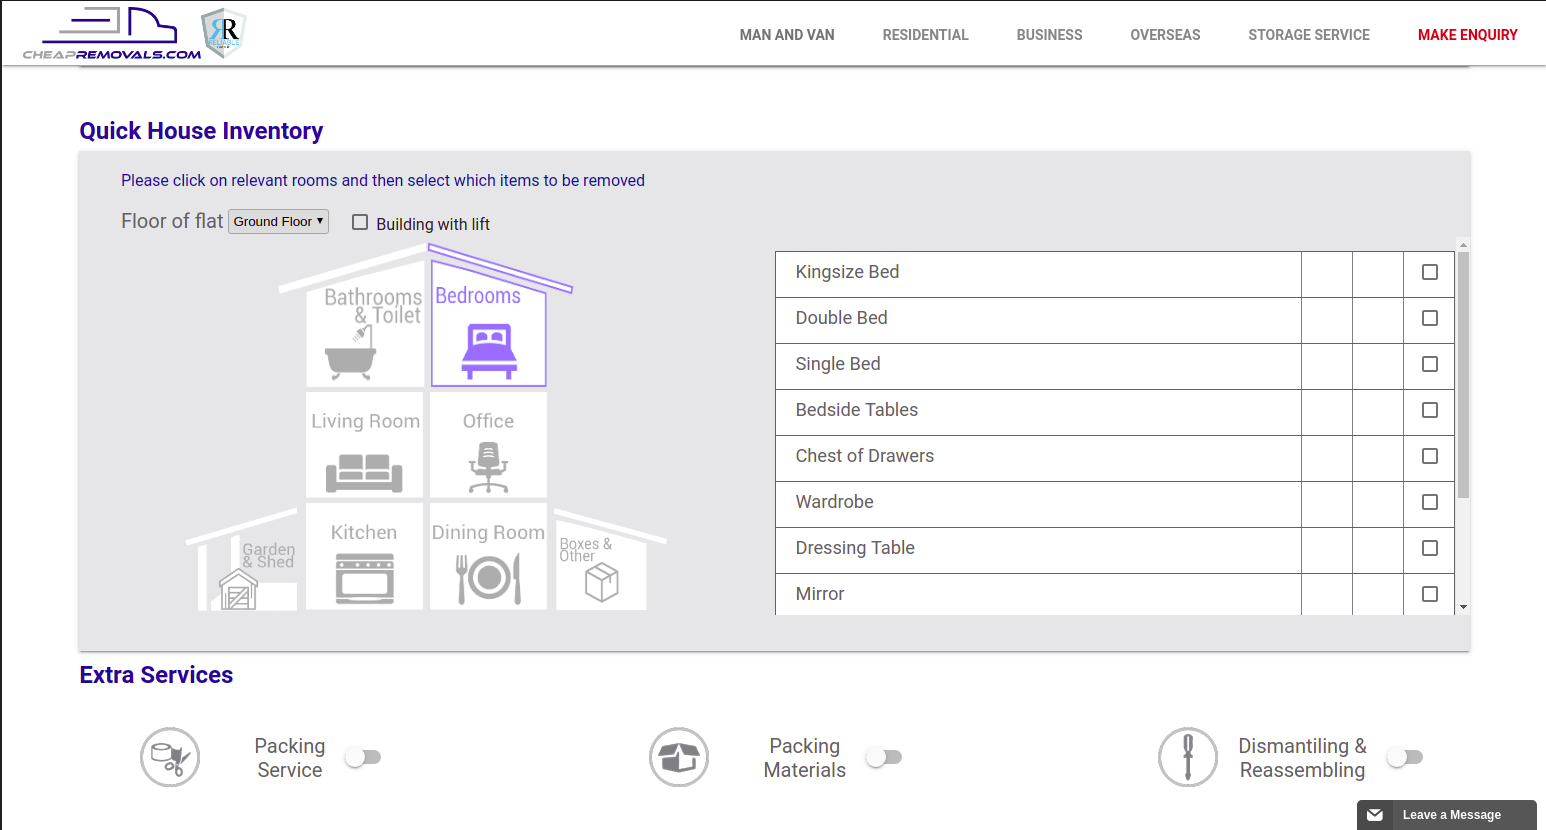 CHEAPREMOVALS.COM
RR
RELIABLE
MAN AND VAN
RESIDENTIAL
BUSINESS
OVERSEAS
STORAGE SERVICE
MAKE ENQUIRY
Quick House Inventory
Please click on relevant rooms and then select which items to be removed
Floor of flat Ground Floor
Building with lift
Bathrooms
& Toilet
Bedrooms
Living Room
Office
Garden
& Shed
Kitchen
Dining Room
Boxes &
Other
Kingsize Bed
Double Bed
Single Bed
Bedside Tables
Chest of Drawers
Wardrobe
Dressing Table
Mirror
Extra Services
Packing
Service
Packing
Materials
Dismantiling &
Reassembling
Leave a Message